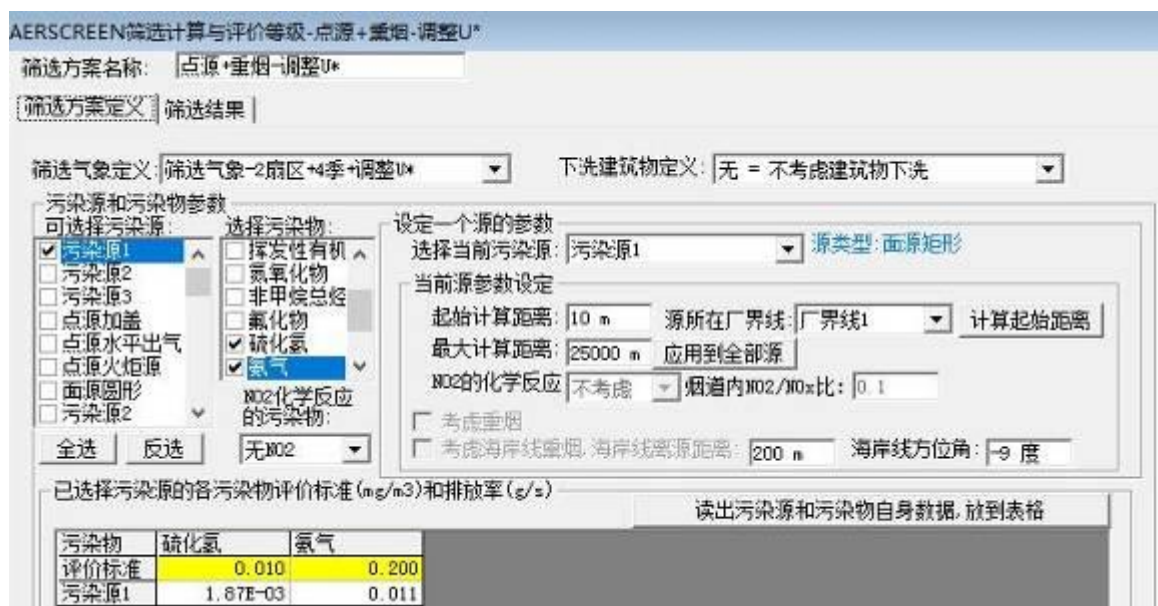 AERSCREEN筛选计算与评价等级-点源+重烟-调整U*
筛选方案名称: 点源+重烟-调整U*
筛选方案定义 筛选结果
筛选气象定义: 筛选气象-2扇区+4季+调整U* 下洗建筑物定义: 无 = 不考虑建筑物下洗
污染源和污染物参数
可选择污染源: 选择污染物: 设定一个源的参数
污染源1 挥发性有机 选择当前污染源: 污染源1 源类型:面源矩形
污染源2 氮氧化物 当前源参数设定
污染源3 非甲烷总烃 起始计算距离: 10 m 源所在厂界线: 厂界线1 计算起始距离
点源加盖 氟化物
点源水平出气 硫化氢 最大计算距离: 25000 m 应用到全部源
点源火炬源 氨气
面源圆形 NO2化学反应的污染物: NO2的化学反应 不考虑 烟道内NO2/NOx比: 0.1
污染源2 考虑重烟
全选 反选 无NO2 考虑海岸线重烟,海岸线离源距离: 200 m 海岸线方位角: -9 度
已选择污染源的各污染物评价标准(mg/m3)和排放率(g/s)
读出污染源和污染物自身数据,放到表格
污染物 硫化氢 氨气
评价标准 0.010 0.200
污染源1 1.87E-03 0.011